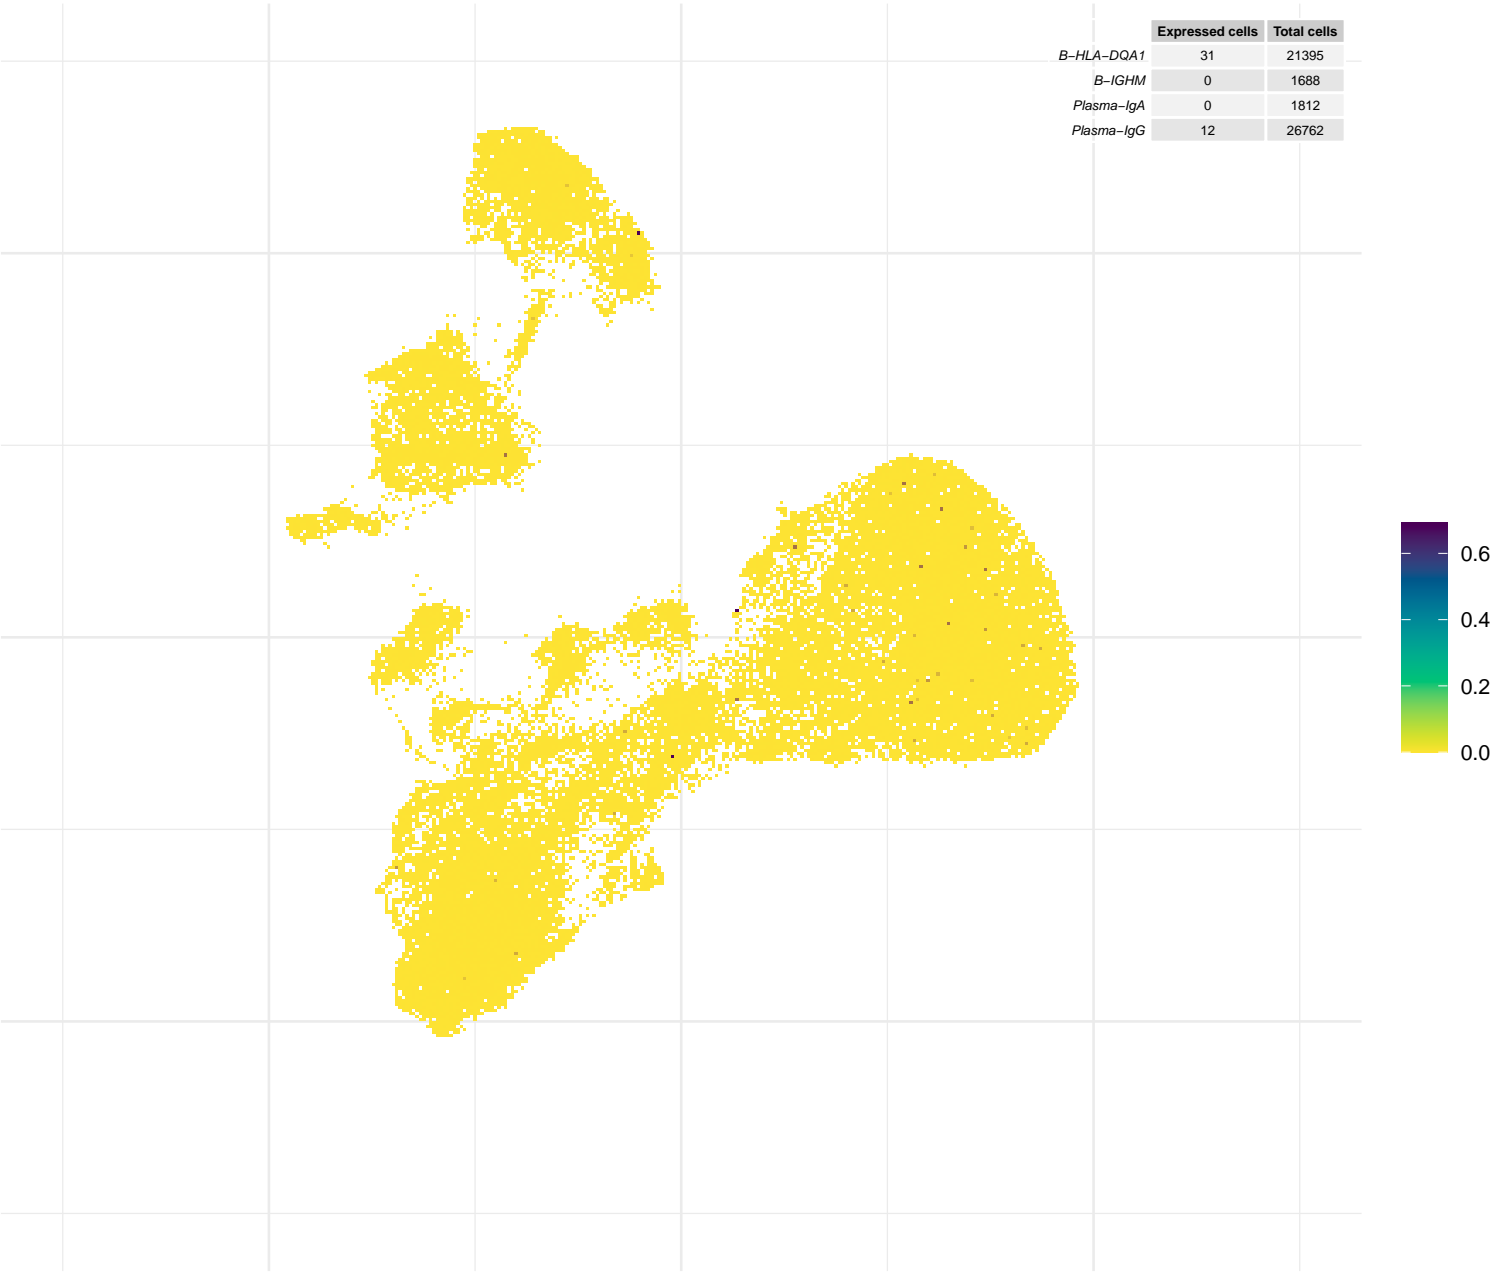 Expressed cells Total cells
B−HLA−DQA1 31 21395
B−IGHM 0 1688
Plasma−IgA 0 1812
Plasma−IgG 12 26762
0.6
0.4
0.2
0.0